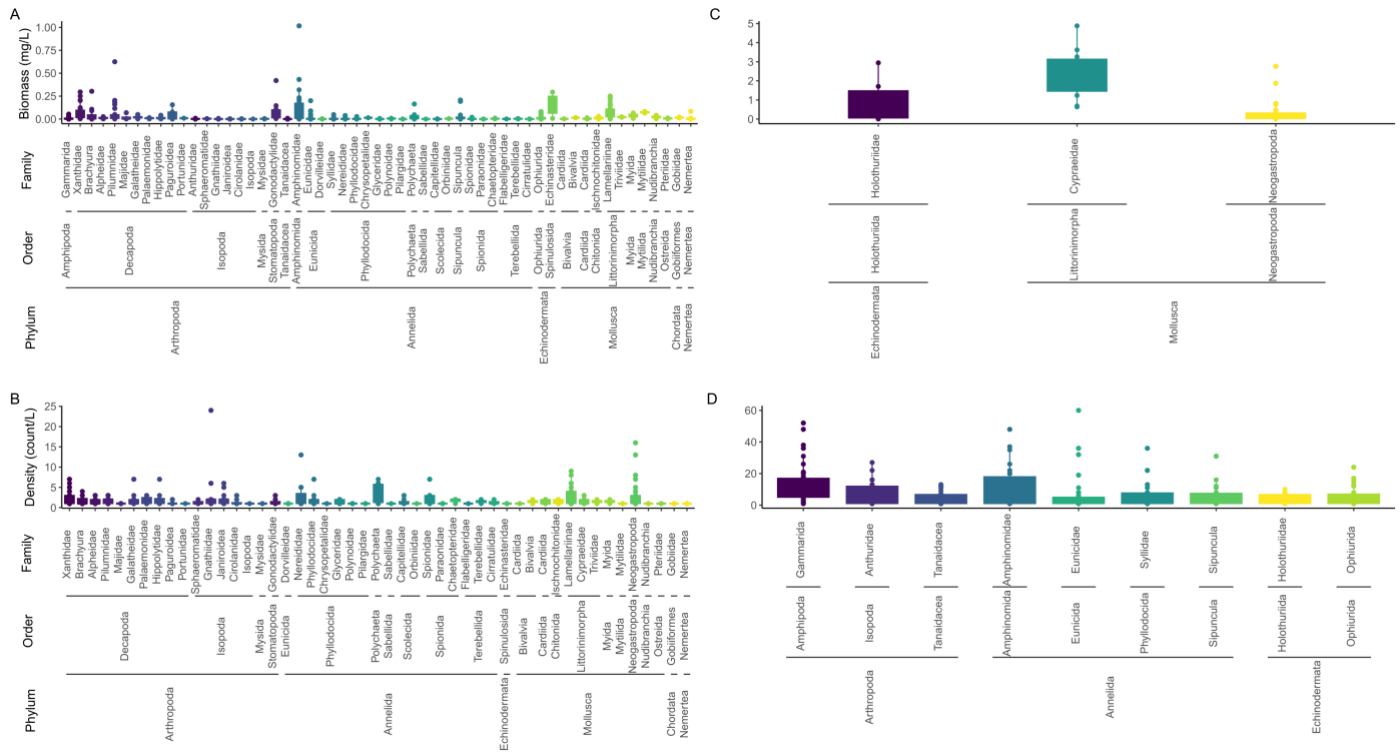 A
Biomass (mg/L)
1.00
0.75
0.50
0.25
0.00
Family
Gammarida
Xanthidae
Brachyura
Alpheidae
Pilumnidae
Majidae
Galatheidae
Palaemonidae
Hippolytidae
Paguroidea
Portunidae
Anthuridae
Sphaeromatidae
Gnathiidae
Janiroidea
Cirolanidae
Isopoda
Mysidae
Gonodactylidae
Tanaidacea
Amphinomidae
Eunicidae
Dorvilleidae
Syllidae
Nereididae
Phyllodocidae
Chrysopetalidae
Glyceridae
Polynoidae
Pilargidae
Polychaeta
Sabellidae
Capitellidae
Orbiniidae
Sipuncula
Spionidae
Paraonidae
Chaetopteridae
Flabelligeridae
Terebellidae
Cirratulidae
Ophiurida
Echinasteridae
Cardiida
Bivalvia
Cardiida
Ischnochitonidae
Lamellariinae
Triviidae
Myida
Mytilidae
Nudibranchia
Pteriidae
Gobiidae
Nemertea
Order
Amphipoda
Decapoda
Isopoda
Mysida
Stomatopoda
Tanaidacea
Amphinomida
Eunicida
Phyllodocida
Polychaeta
Sabellida
Scolecida
Sipuncula
Spionida
Terebellida
Ophiurida
Spinulosida
Bivalvia
Cardiida
Chitonida
Littorinimorpha
Myida
Mytilida
Nudibranchia
Ostreida
Gobiiformes
Nemertea
Phylum
Arthropoda
Annelida
Echinodermata
Mollusca
Chordata
Nemertea
C
5
4
3
2
1
0
Holothuriidae
Cypraeidae
Neogastropoda
Holothuriida
Littorinimorpha
Neogastropoda
Echinodermata
Mollusca
B
Density (count/L)
25
20
15
10
5
0
Family
Xanthidae
Brachyura
Alpheidae
Pilumnidae
Majidae
Galatheidae
Palaemonidae
Hippolytidae
Paguroidea
Portunidae
Sphaeromatidae
Gnathiidae
Janiroidea
Cirolanidae
Isopoda
Mysidae
Gonodactylidae
Dorvilleidae
Nereididae
Phyllodocidae
Chrysopetalidae
Glyceridae
Polynoidae
Pilargidae
Polychaeta
Sabellidae
Capitellidae
Orbiniidae
Spionidae
Paraonidae
Chaetopteridae
Flabelligeridae
Terebellidae
Cirratulidae
Echinasteridae
Cardiida
Bivalvia
Cardiida
Ischnochitonidae
Lamellariinae
Cypraeidae
Triviidae
Myida
Mytilidae
Neogastropoda
Nudibranchia
Pteriidae
Gobiidae
Nemertea
Order
Decapoda
Isopoda
Mysida
Stomatopoda
Eunicida
Phyllodocida
Polychaeta
Sabellida
Scolecida
Spionida
Terebellida
Spinulosida
Bivalvia
Cardiida
Chitonida
Littorinimorpha
Myida
Mytilida
Neogastropoda
Nudibranchia
Ostreida
Gobiiformes
Nemertea
Phylum
Arthropoda
Annelida
Echinodermata
Mollusca
Chordata
Nemertea
D
60
40
20
0
Gammarida
Anthuridae
Tanaidacea
Amphinomidae
Eunicidae
Syllidae
Sipuncula
Holothuriidae
Ophiurida
Amphipoda
Isopoda
Tanaidacea
Amphinomida
Eunicida
Phyllodocida
Sipuncula
Holothuriida
Ophiurida
Arthropoda
Annelida
Echinodermata